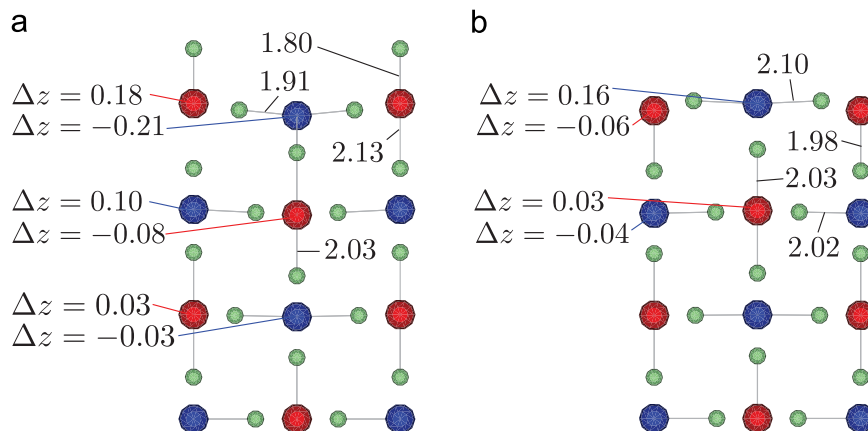 a
1.80
1.91
Δz = 0.18
Δz = −0.21
2.13
Δz = 0.10
Δz = −0.08
2.03
Δz = 0.03
Δz = −0.03
b
2.10
Δz = 0.16
Δz = −0.06
1.98
2.03
Δz = 0.03
Δz = −0.04
2.02